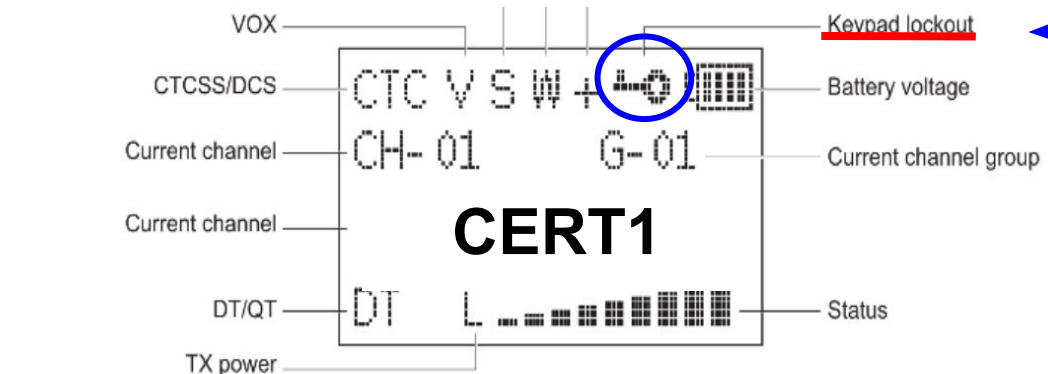 VOX
Keypad lockout
CTCSS/DCS
CTC V S W +
Battery voltage
Current channel
CH-01 G-01
Current channel group
Current channel
CERT1
DT/QT
DT L
Status
TX power